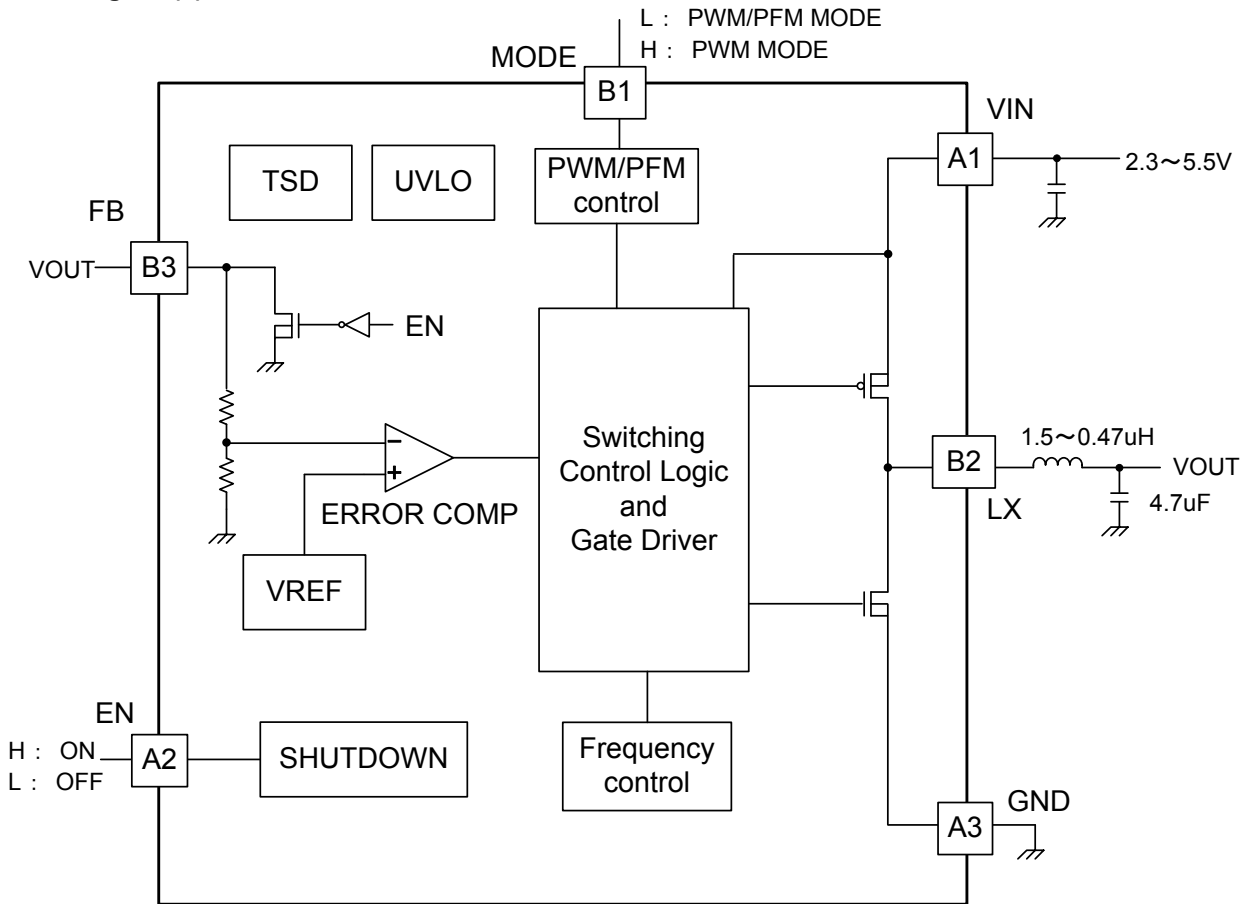 L : PWM/PFM MODE
H : PWM MODE
MODE
B1
VIN
A1
2.3～5.5V
TSD
UVLO
PWM/PFM
control
FB
VOUT
B3
EN
Switching
Control Logic
and
Gate Driver
1.5～0.47uH
B2
VOUT
LX
4.7uF
−
+
ERROR COMP
VREF
EN
H : ON
L : OFF
A2
SHUTDOWN
Frequency
control
GND
A3